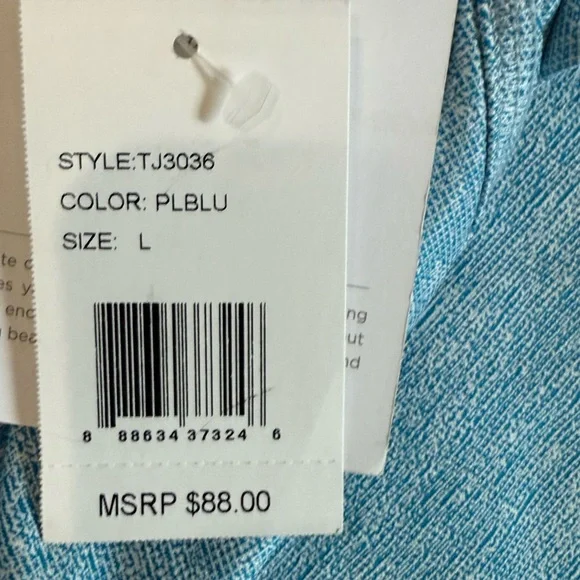 STYLE:TJ3036
COLOR: PLBLU
SIZE: L
8 88634 37324 6
MSRP $88.00